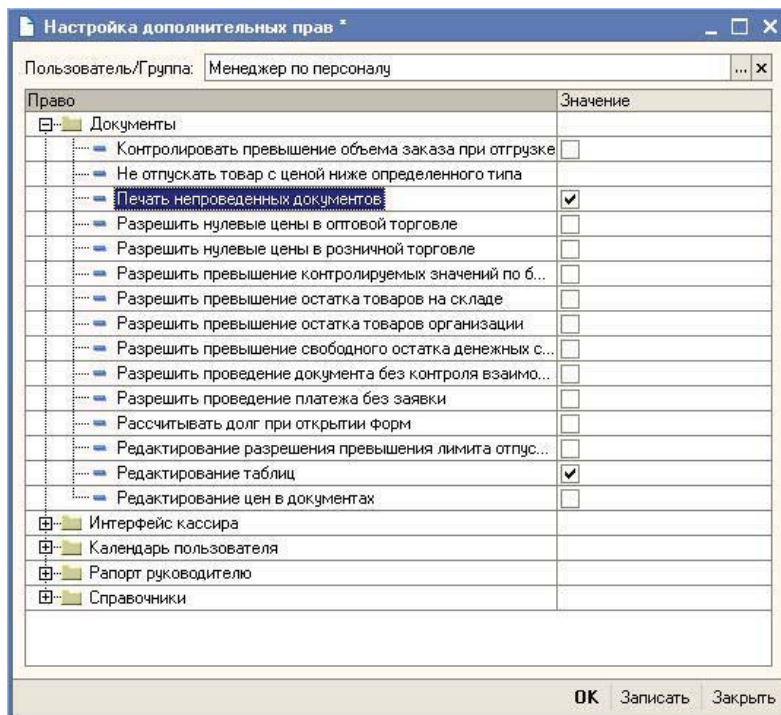 Настройка дополнительных прав *
Пользователь/Группа: Менеджер по персоналу ... x
Право Значение
Документы
Контролировать превышение объема заказа при отгрузке
Не отпускать товар с ценой ниже определенного типа
Печать непроведенных документов
Разрешить нулевые цены в оптовой торговле
Разрешить нулевые цены в розничной торговле
Разрешить превышение контролируемых значений по б...
Разрешить превышение остатка товаров на складе
Разрешить превышение остатка товаров организации
Разрешить превышение свободного остатка денежных с...
Разрешить проведение документа без контроля взаимо...
Разрешить проведение платежа без заявки
Рассчитывать долг при открытии форм
Редактирование разрешения превышения лимита отпус...
Редактирование таблиц
Редактирование цен в документах
Интерфейс кассира
Календарь пользователя
Рапорт руководителю
Справочники
OK Записать Закрыть